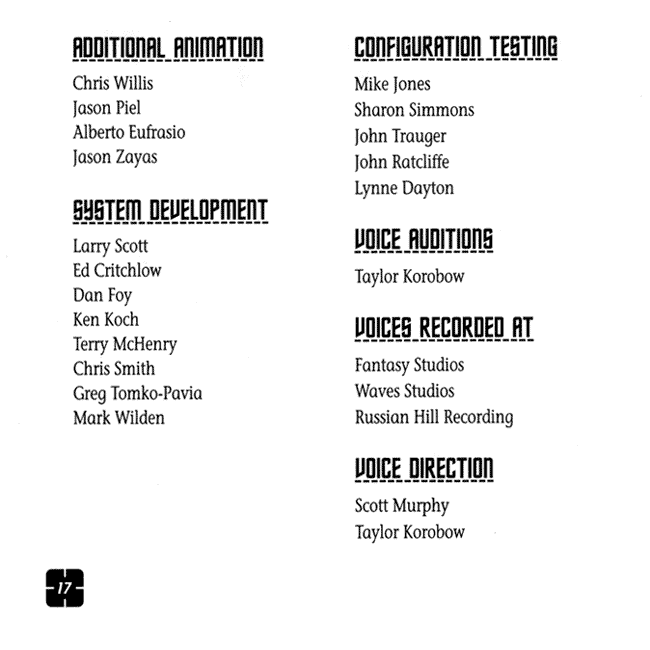 ADDITIONAL ANIMATION
Chris Willis
Jason Piel
Alberto Eufrasio
Jason Zayas
SYSTEM DEVELOPMENT
Larry Scott
Ed Critchlow
Dan Foy
Ken Koch
Terry McHenry
Chris Smith
Greg Tomko-Pavia
Mark Wilden
CONFIGURATION TESTING
Mike Jones
Sharon Simmons
John Trauger
John Ratcliffe
Lynne Dayton
VOICE AUDITIONS
Taylor Korobow
VOICES RECORDED AT
Fantasy Studios
Waves Studios
Russian Hill Recording
VOICE DIRECTION
Scott Murphy
Taylor Korobow
17